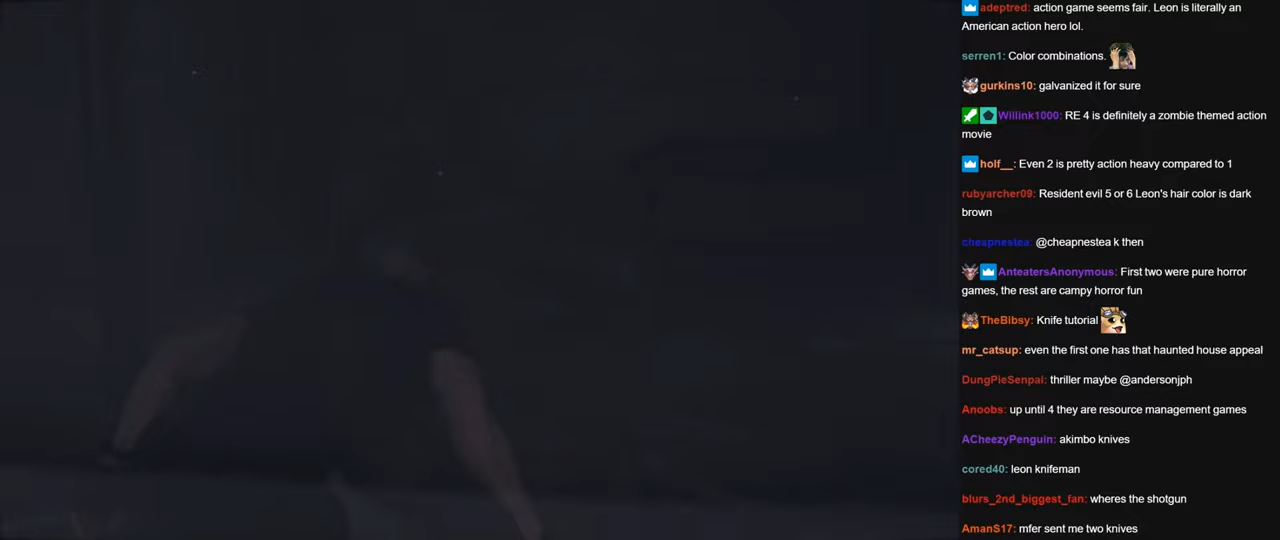 adeptred: action game seems fair. Leon is literally an
American action hero lol.
serren1: Color combinations.
gurkins10: galvanized it for sure
Willink1000: RE 4 is definitely a zombie themed action
movie
holf__: Even 2 is pretty action heavy compared to 1
rubyarcher09: Resident evil 5 or 6 Leon's hair color is dark
brown
cheapnestea: @cheapnestea k then
AnteatersAnonymous: First two were pure horror
games, the rest are campy horror fun
TheBibsy: Knife tutorial
mr_catsup: even the first one has that haunted house appeal
DungPieSenpai: thriller maybe @andersonjph
Anoobs: up until 4 they are resource management games
ACheezyPenguin: akimbo knives
cored40: leon knifeman
blurs_2nd_biggest_fan: wheres the shotgun
AmanS17: mfer sent me two knives